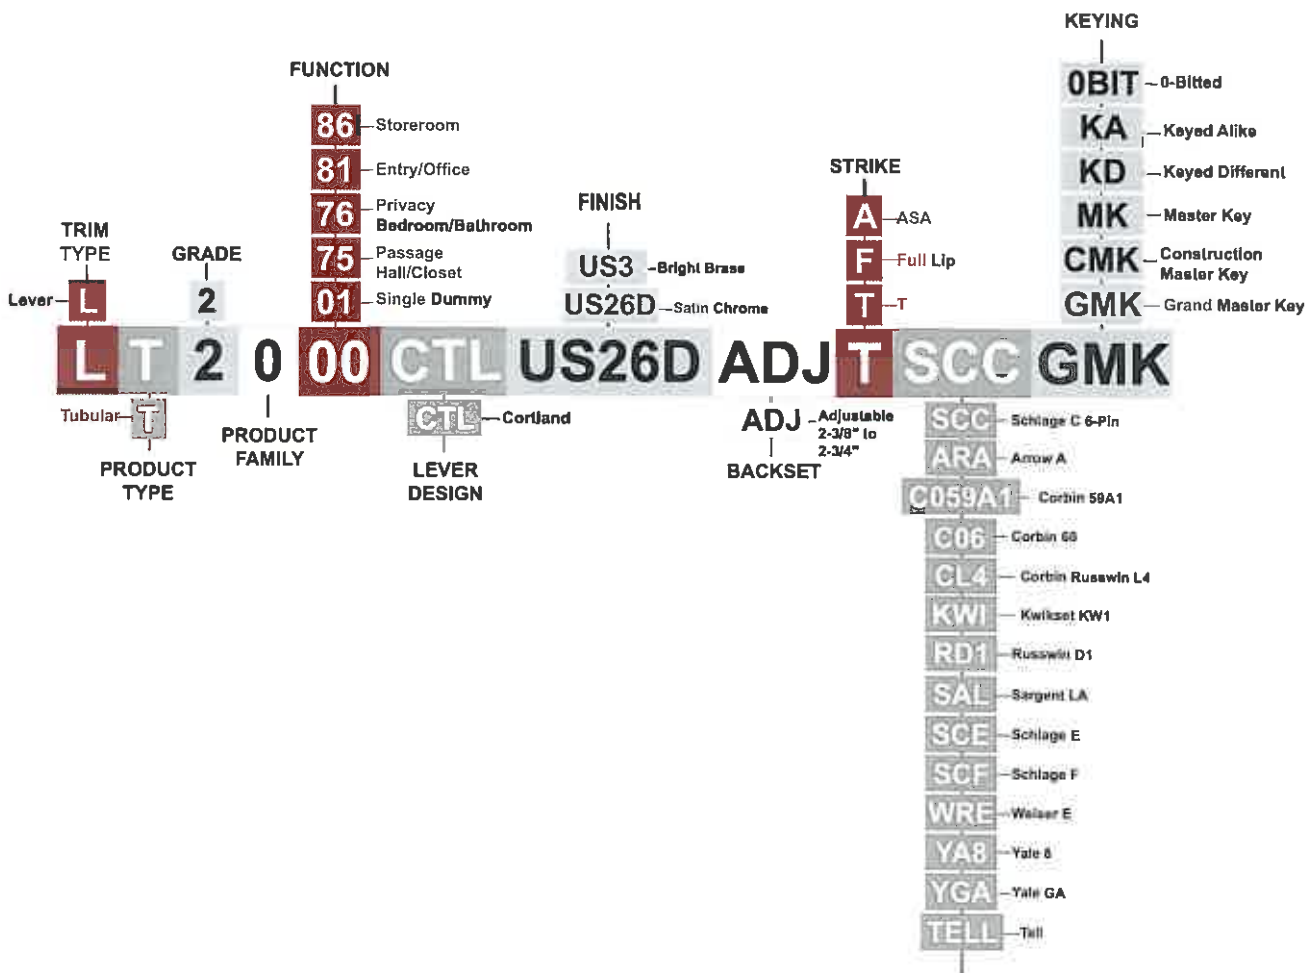 KEYING
0BIT 0-Bitted
KA Keyed Alike
KD Keyed Different
MK Master Key
CMK Construction
Master Key
GMK Grand Master Key
FUNCTION
86 Storeroom
81 Entry/Office
76 Privacy
Bedroom/Bathroom
75 Passage
Hall/Closet
01 Single Dummy
STRIKE
A ASA
F Full Lip
T T
FINISH
US3 Bright Brass
US26D Satin Chrome
TRIM
TYPE
Lever L
GRADE
2
L T 2 0 00 CTL US26D ADJ T SCC GMK
Tubular T
PRODUCT
TYPE
PRODUCT
FAMILY
CTL Cortland
LEVER
DESIGN
ADJ Adjustable
2-3/8" to
2-3/4"
BACKSET
SCC Schlage C 6-Pin
ARA Arrow A
C059A1 Corbin 59A1
C06 Corbin 60
CL4 Corbin Russwin L4
KWI Kwikset KW1
RD1 Russwin D1
SAL Sargent LA
SCE Schlage E
SCF Schlage F
WRE Weiser E
YA8 Yale 8
YGA Yale GA
TELL Tell